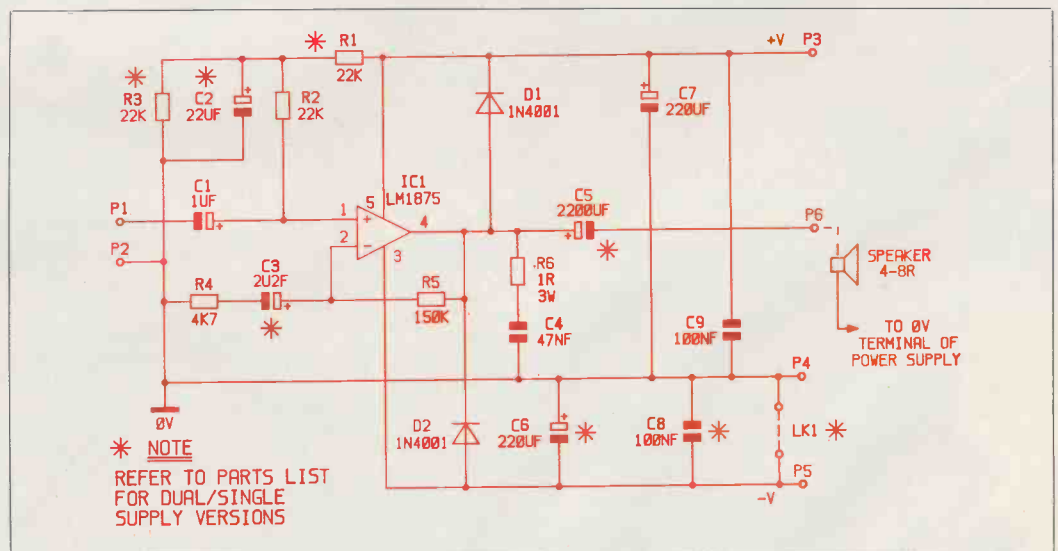 R1
22K
+V
P3
R3
22K
C2
22UF
+
R2
22K
D1
1N4001
+
C7
220UF
IC1
LM1875
5
C1
1UF
+
P1
1
+
4
C5
2200UF
+
P6
P2
2
−
3
SPEAKER
4-8R
R6
1R
3W
C3
2U2F
+
R4
4K7
R5
150K
C4
47NF
C9
100NF
TO 0V
TERMINAL OF
POWER SUPPLY
P4
0V
D2
1N4001
C6
220UF
+
C8
100NF
LK1
P5
-V
NOTE
REFER TO PARTS LIST
FOR DUAL/SINGLE
SUPPLY VERSIONS